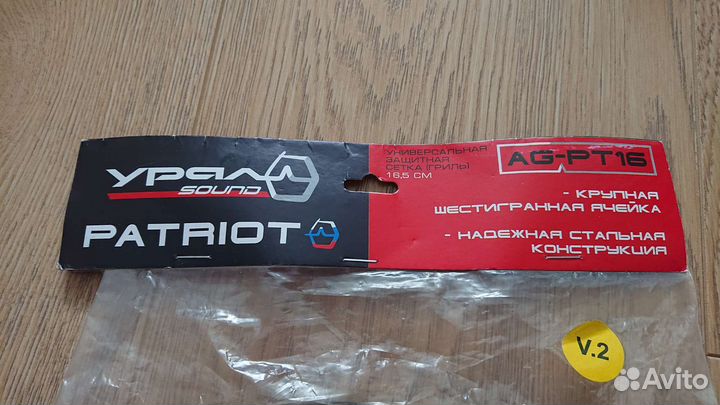 УРАЛ
SOUND
PATRIOT
УНИВЕРСАЛЬНАЯ
ЗАЩИТНАЯ
СЕТКА (ГРИЛЬ)
16,5 СМ
AG-PT16
- КРУПНАЯ
ШЕСТИГРАННАЯ ЯЧЕЙКА
- НАДЕЖНАЯ СТАЛЬНАЯ
КОНСТРУКЦИЯ
V.2
Avito